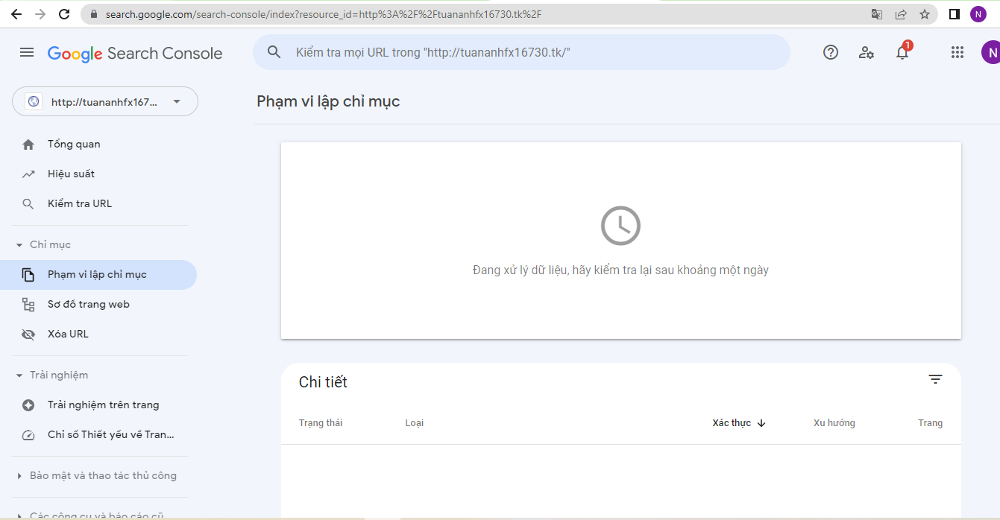 search.google.com/search-console/index?resource_id=http%3A%2F%2Ftuananhfx16730.tk%2F
N
Google Search Console
Kiểm tra mọi URL trong "http://tuananhfx16730.tk/"
1
N
http://tuananhfx167...
Phạm vi lập chỉ mục
Tổng quan
Hiệu suất
Kiểm tra URL
Chỉ mục
Phạm vi lập chỉ mục
Sơ đồ trang web
Xóa URL
Trải nghiệm
Trải nghiệm trên trang
Chỉ số Thiết yếu về Tran...
Bảo mật và thao tác thủ công
Các công cụ và báo cáo cũ
Đang xử lý dữ liệu, hãy kiểm tra lại sau khoảng một ngày
Chi tiết
Trạng thái Loại Xác thực Xu hướng Trang